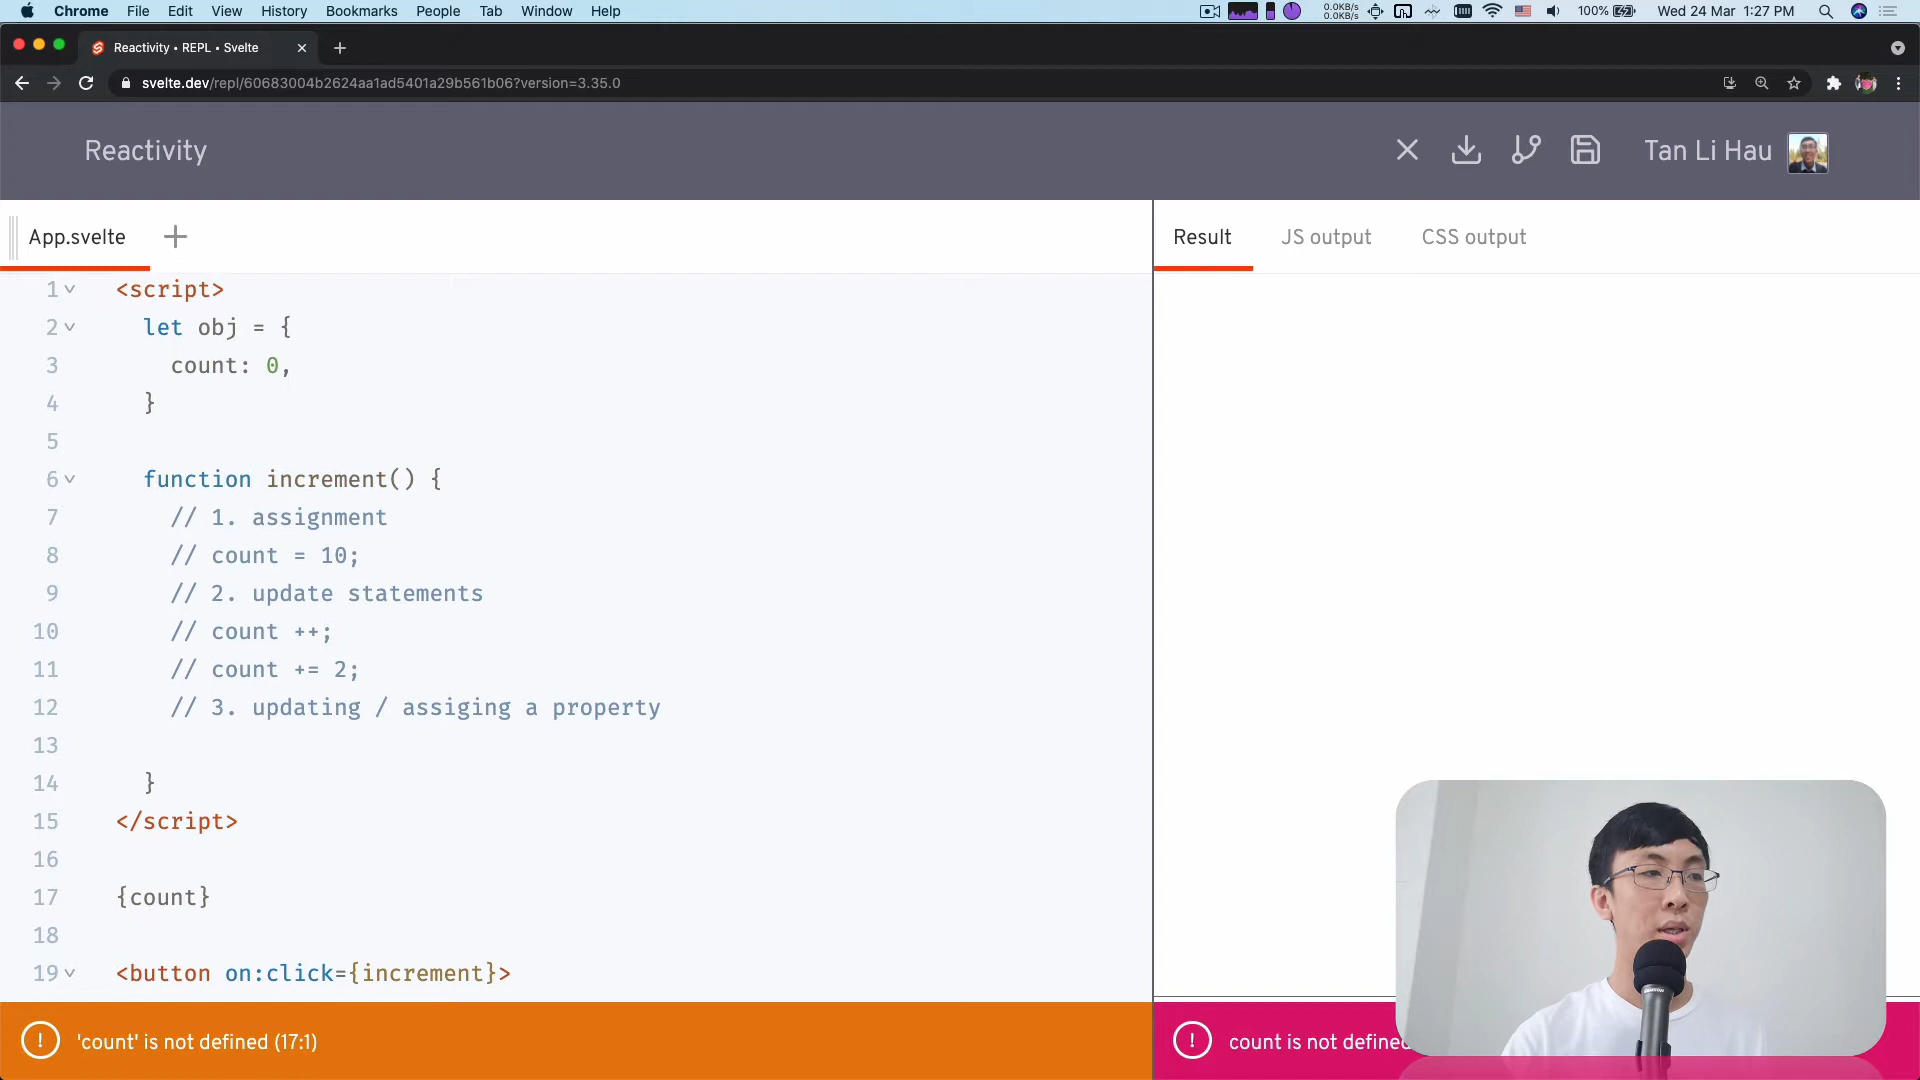 Chrome File Edit View History Bookmarks People Tab Window Help
0.0KB/s
0.0KB/s
100%
Wed 24 Mar 1:27 PM
Reactivity • REPL • Svelte
svelte.dev/repl/60683004b2624aa1ad5401a29b561b06?version=3.35.0
Reactivity
Tan Li Hau
App.svelte
Result JS output CSS output
1 <script>
2 let obj = {
3 count: 0,
4 }
5
6 function increment() {
7 // 1. assignment
8 // count = 10;
9 // 2. update statements
10 // count ++;
11 // count += 2;
12 // 3. updating / assiging a property
13
14 }
15 </script>
16
17 {count}
18
19 <button on:click={increment}>
'count' is not defined (17:1)
count is not defined